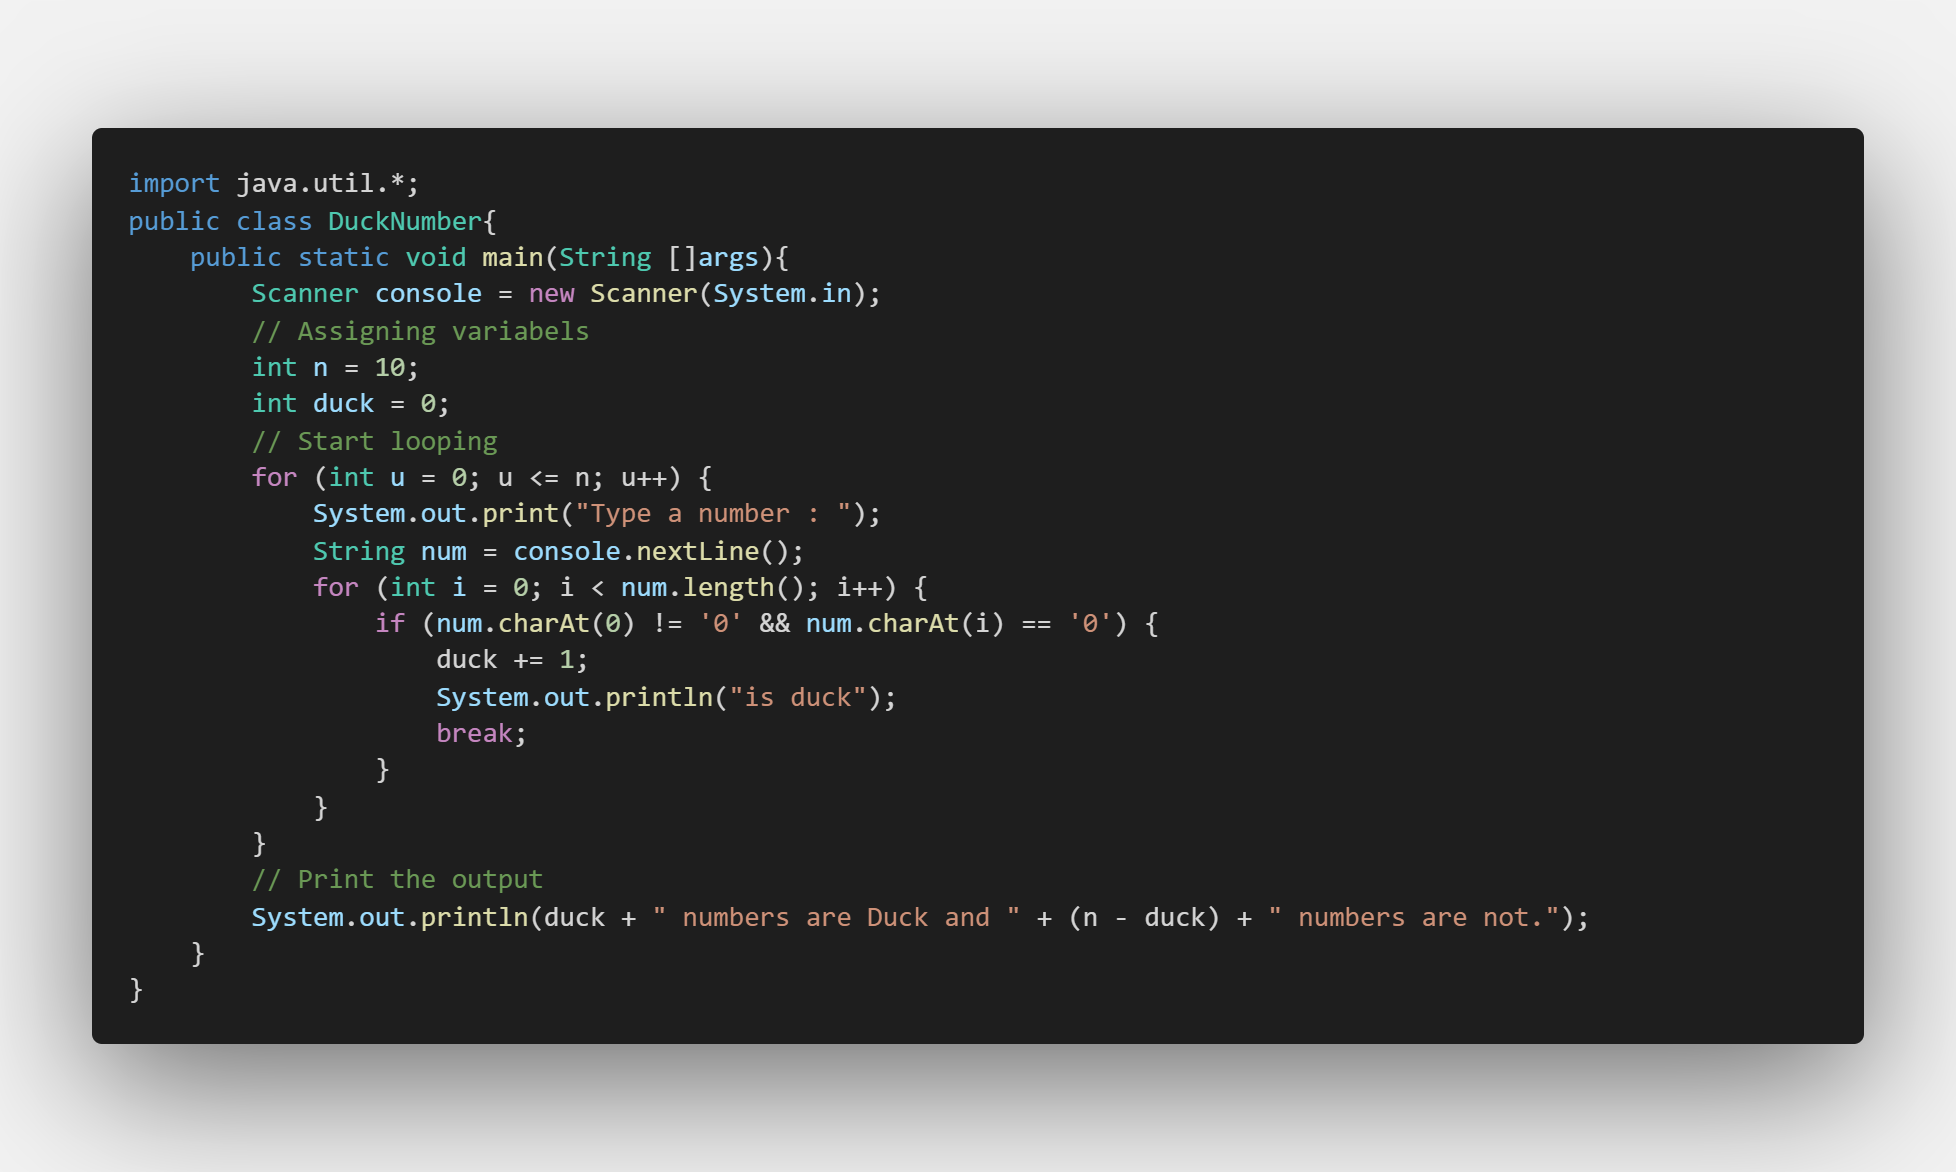 import java.util.*;
public class DuckNumber{
    public static void main(String []args){
        Scanner console = new Scanner(System.in);
        // Assigning variabels
        int n = 10;
        int duck = 0;
        // Start looping
        for (int u = 0; u <= n; u++) {
            System.out.print("Type a number : ");
            String num = console.nextLine();
            for (int i = 0; i < num.length(); i++) {
                if (num.charAt(0) != '0' && num.charAt(i) == '0') {
                    duck += 1;
                    System.out.println("is duck");
                    break;
                }
            }
        }
        // Print the output
        System.out.println(duck + " numbers are Duck and " + (n - duck) + " numbers are not.");
    }
}